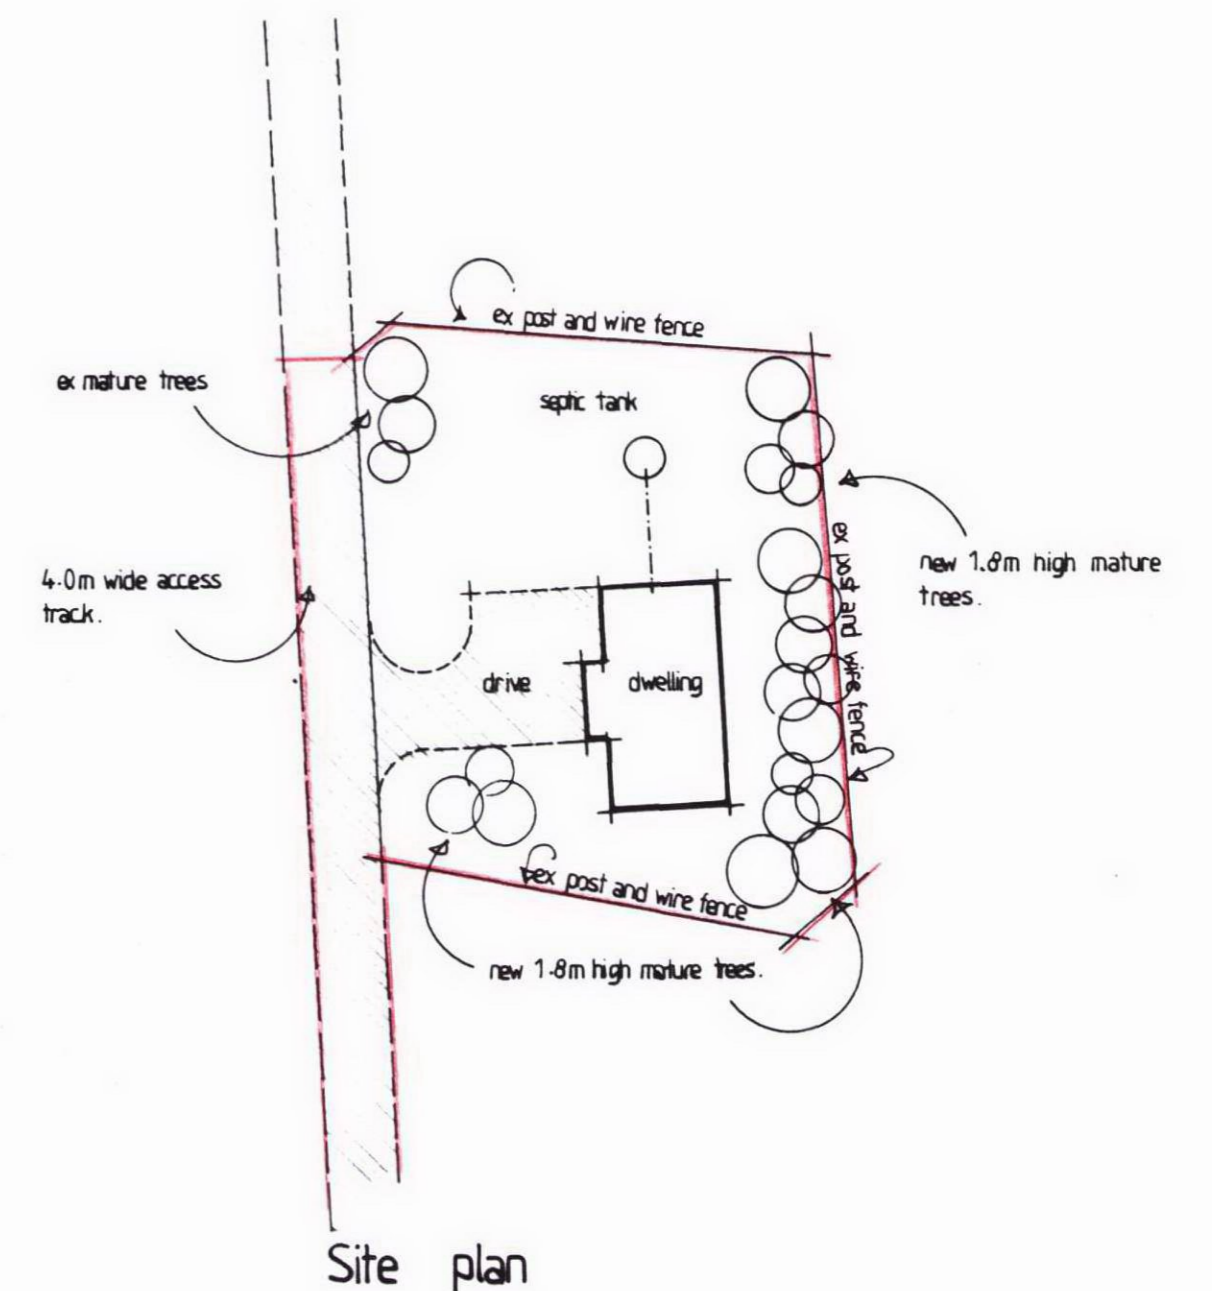 ex post and wire fence
ex mature trees
septic tank
4.0m wide access
track.
new 1.8m high mature
trees.
ex post and wire fence
drive
dwelling
ex post and wire fence
new 1.8m high mature trees.
Site plan